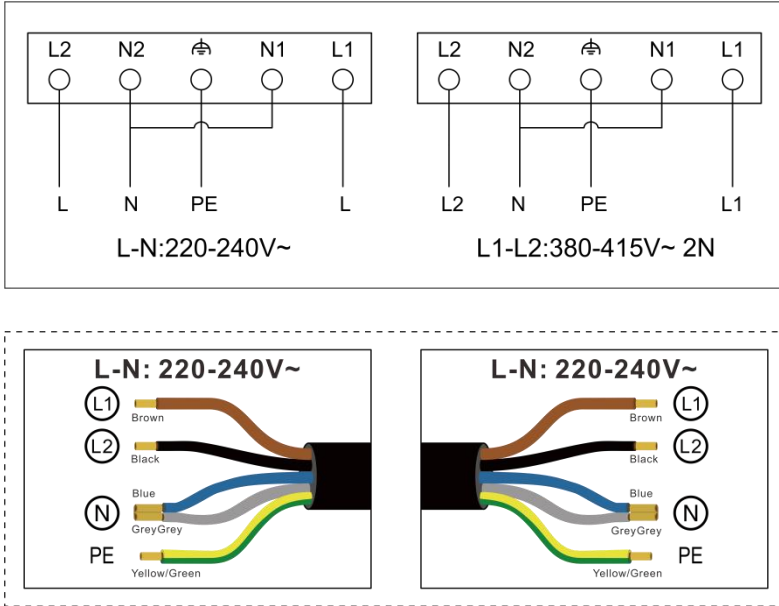 L2 N2 N1 L1
L N PE L
L-N:220-240V~
L2 N2 N1 L1
L2 N PE L1
L1-L2:380-415V~ 2N
L-N: 220-240V~
L1
Brown
L2
Black
Blue
N
GreyGrey
PE
Yellow/Green
L-N: 220-240V~
L1
Brown
L2
Black
Blue
N
GreyGrey
PE
Yellow/Green